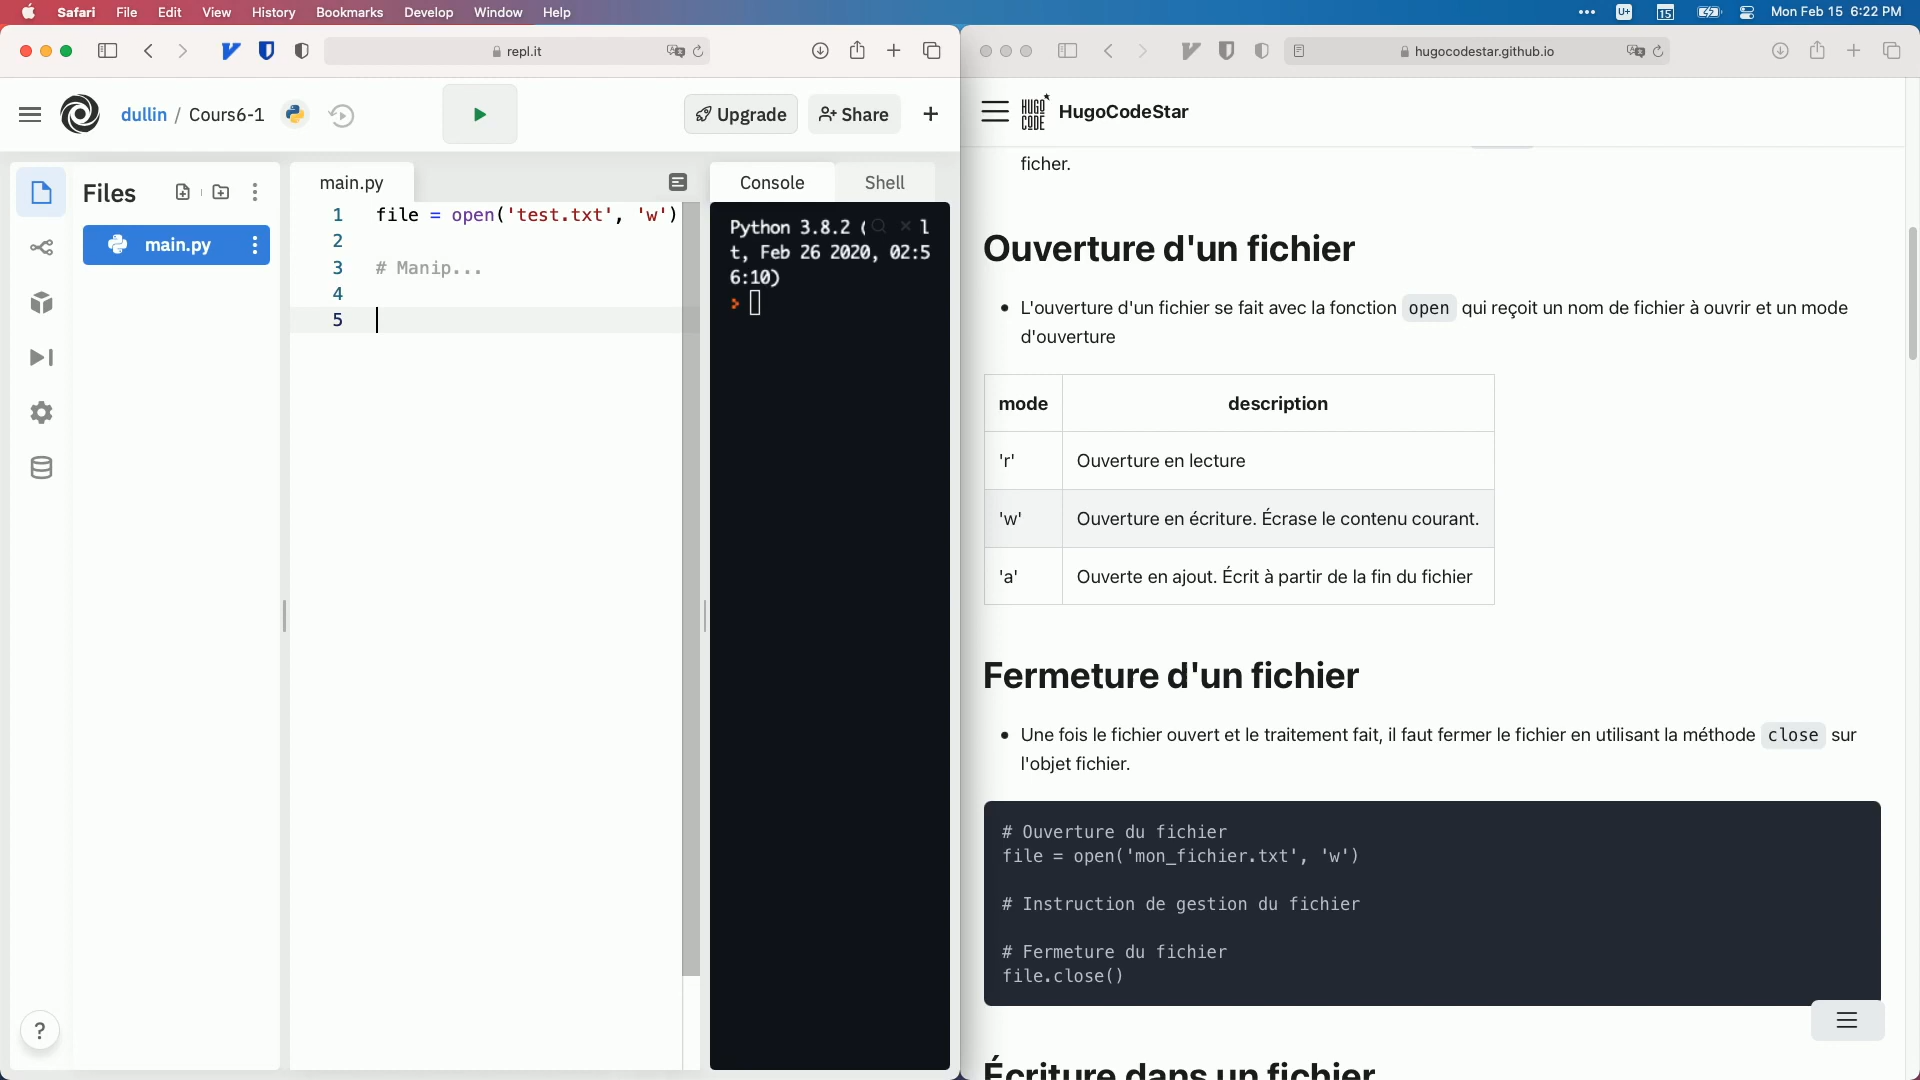 Safari File Edit View History Bookmarks Develop Window Help
U+ 15 Mon Feb 15 6:22 PM
repl.it
dullin / Cours6-1
Upgrade
Share
Files
main.py
main.py
1 file = open('test.txt', 'w')
2
3 # Manip...
4
5
Console
Shell
Python 3.8.2 ( l
t, Feb 26 2020, 02:5
6:10)
?
hugocodestar.github.io
HUGO
CODE
HugoCodeStar
ficher.
Ouverture d'un fichier
• L'ouverture d'un fichier se fait avec la fonction open qui reçoit un nom de fichier à ouvrir et un mode
d'ouverture
mode description
'r' Ouverture en lecture
'w' Ouverture en écriture. Écrase le contenu courant.
'a' Ouverte en ajout. Écrit à partir de la fin du fichier
Fermeture d'un fichier
• Une fois le fichier ouvert et le traitement fait, il faut fermer le fichier en utilisant la méthode close sur
l'objet fichier.
# Ouverture du fichier
file = open('mon_fichier.txt', 'w')
# Instruction de gestion du fichier
# Fermeture du fichier
file.close()
Écriture dans un fichier